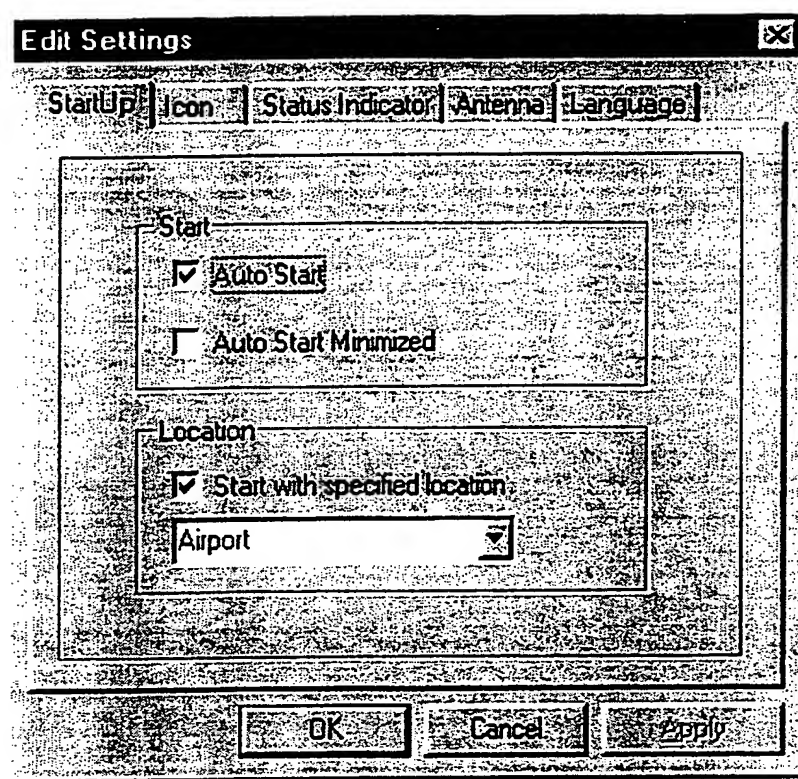 Edit Settings
StartUp Icon Status Indicator Antenna Language
Start
Auto Start
Auto Start Minimized
Location
Start with specified location
Airport
OK Cancel Apply